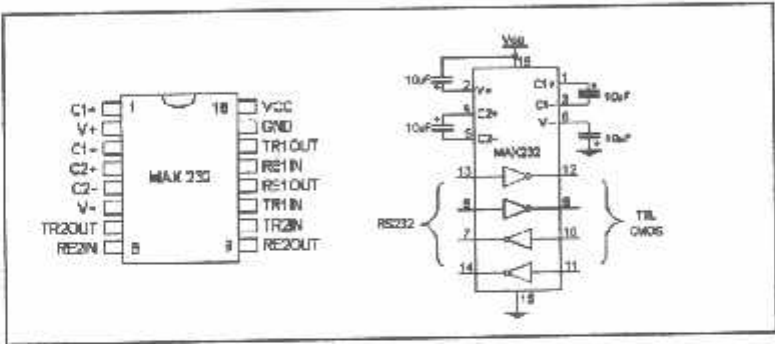 1 16
C1+ VCC
V+ GND
C1- TR1OUT
C2+ RE1IN
C2- MAX 232 RE1OUT
V- TR1IN
TR2OUT TR2IN
RE2IN 8 9 RE2OUT
Vcc
16
10uF 1
2 V+ C1+ 10uF
C1- 3
4 C2+ V- 6
10uF 5 C2- 10uF
MAX232
13 12
8 9
RS232 TTL
CMOS
7 10
14 11
15